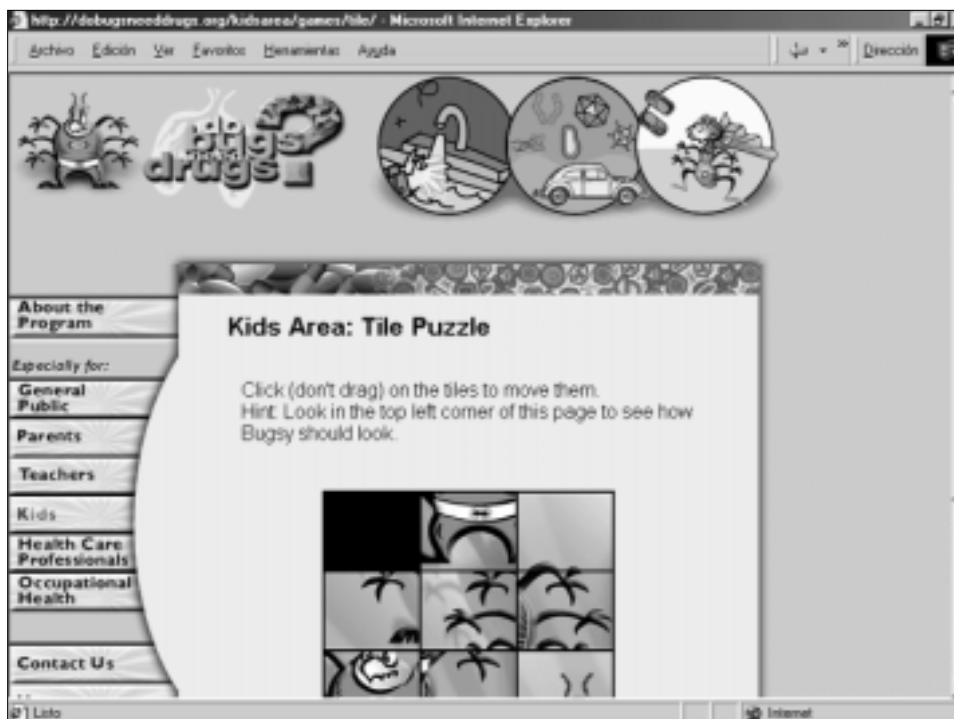 http://dobugsneeddrugs.org/kidsarea/games/tile/ - Microsoft Internet Explorer
Archivo Edición Ver Favoritos Herramientas Ayuda
» Dirección
do
bugs
drugs?
About the
Program
Especially for:
General
Public
Parents
Teachers
Kids
Health Care
Professionals
Occupational
Health
Contact Us
Kids Area: Tile Puzzle
Click (don't drag) on the tiles to move them.
Hint: Look in the top left corner of this page to see how
Bugsy should look.
Listo
Internet